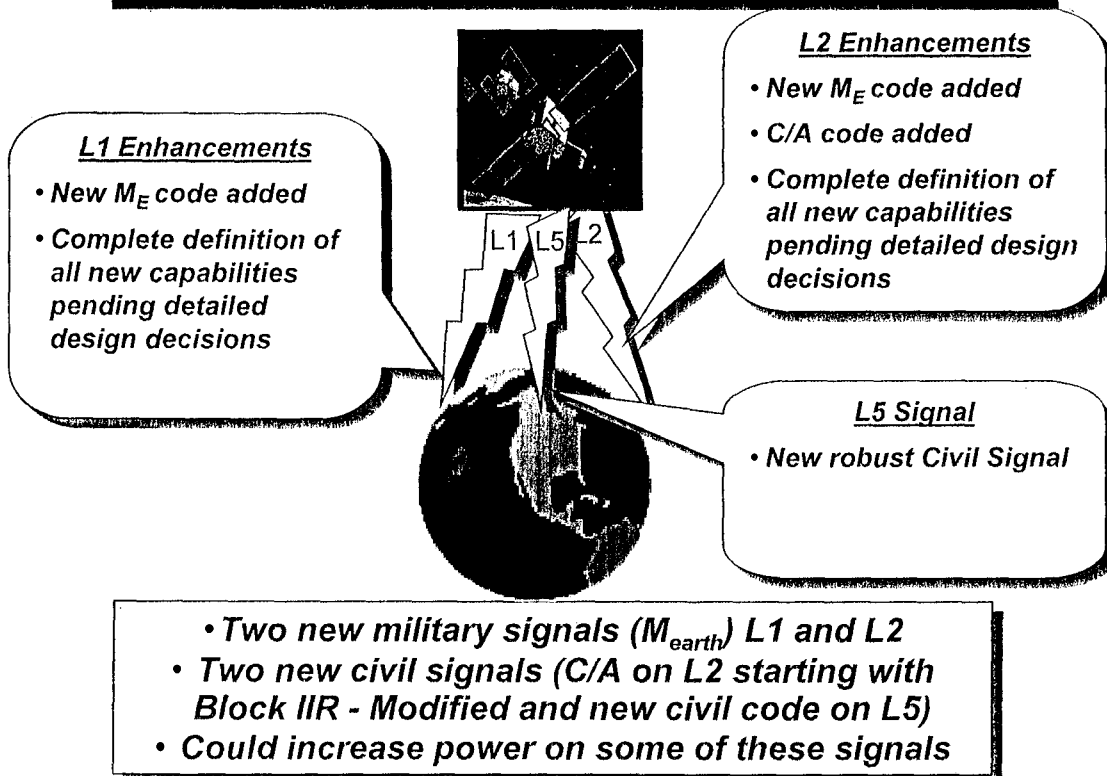 L1 Enhancements
• New M_E code added
• Complete definition of
all new capabilities
pending detailed
design decisions
L1
L5
L2
L2 Enhancements
• New M_E code added
• C/A code added
• Complete definition of
all new capabilities
pending detailed design
decisions
L5 Signal
• New robust Civil Signal
• Two new military signals (M_earth) L1 and L2
• Two new civil signals (C/A on L2 starting with
Block IIR - Modified and new civil code on L5)
• Could increase power on some of these signals